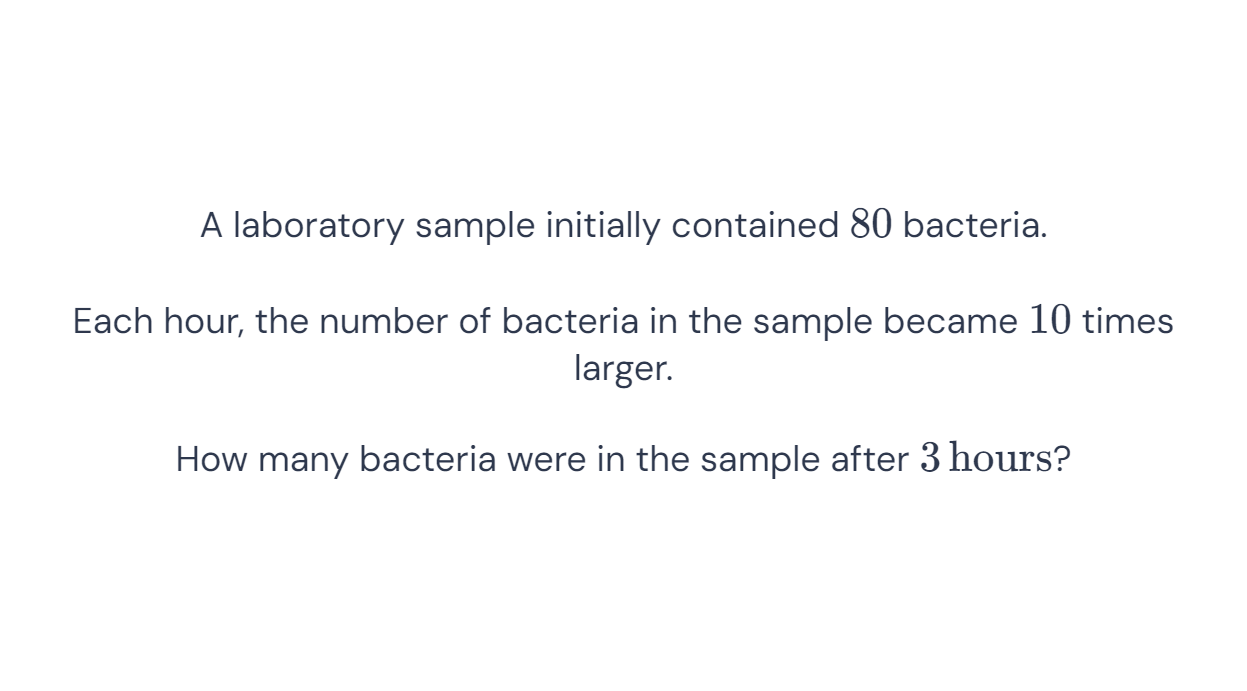 A laboratory sample initially contained 80 bacteria.
Each hour, the number of bacteria in the sample became 10 times
larger.
How many bacteria were in the sample after 3 hours?